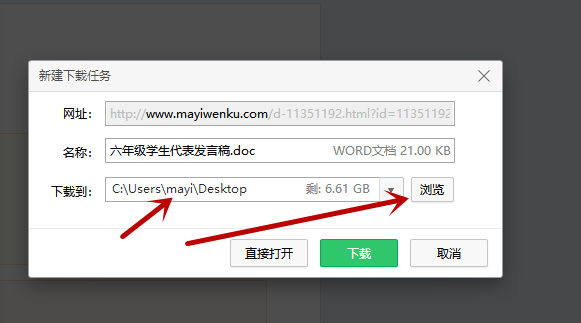 新建下载任务
网址： http://www.mayiwenku.com/d-11351192.html?id=11351192
名称： 六年级学生代表发言稿.doc WORD文档 21.00 KB
下载到： C:\Users\mayi\Desktop 剩: 6.61 GB 浏览
直接打开 下载 取消